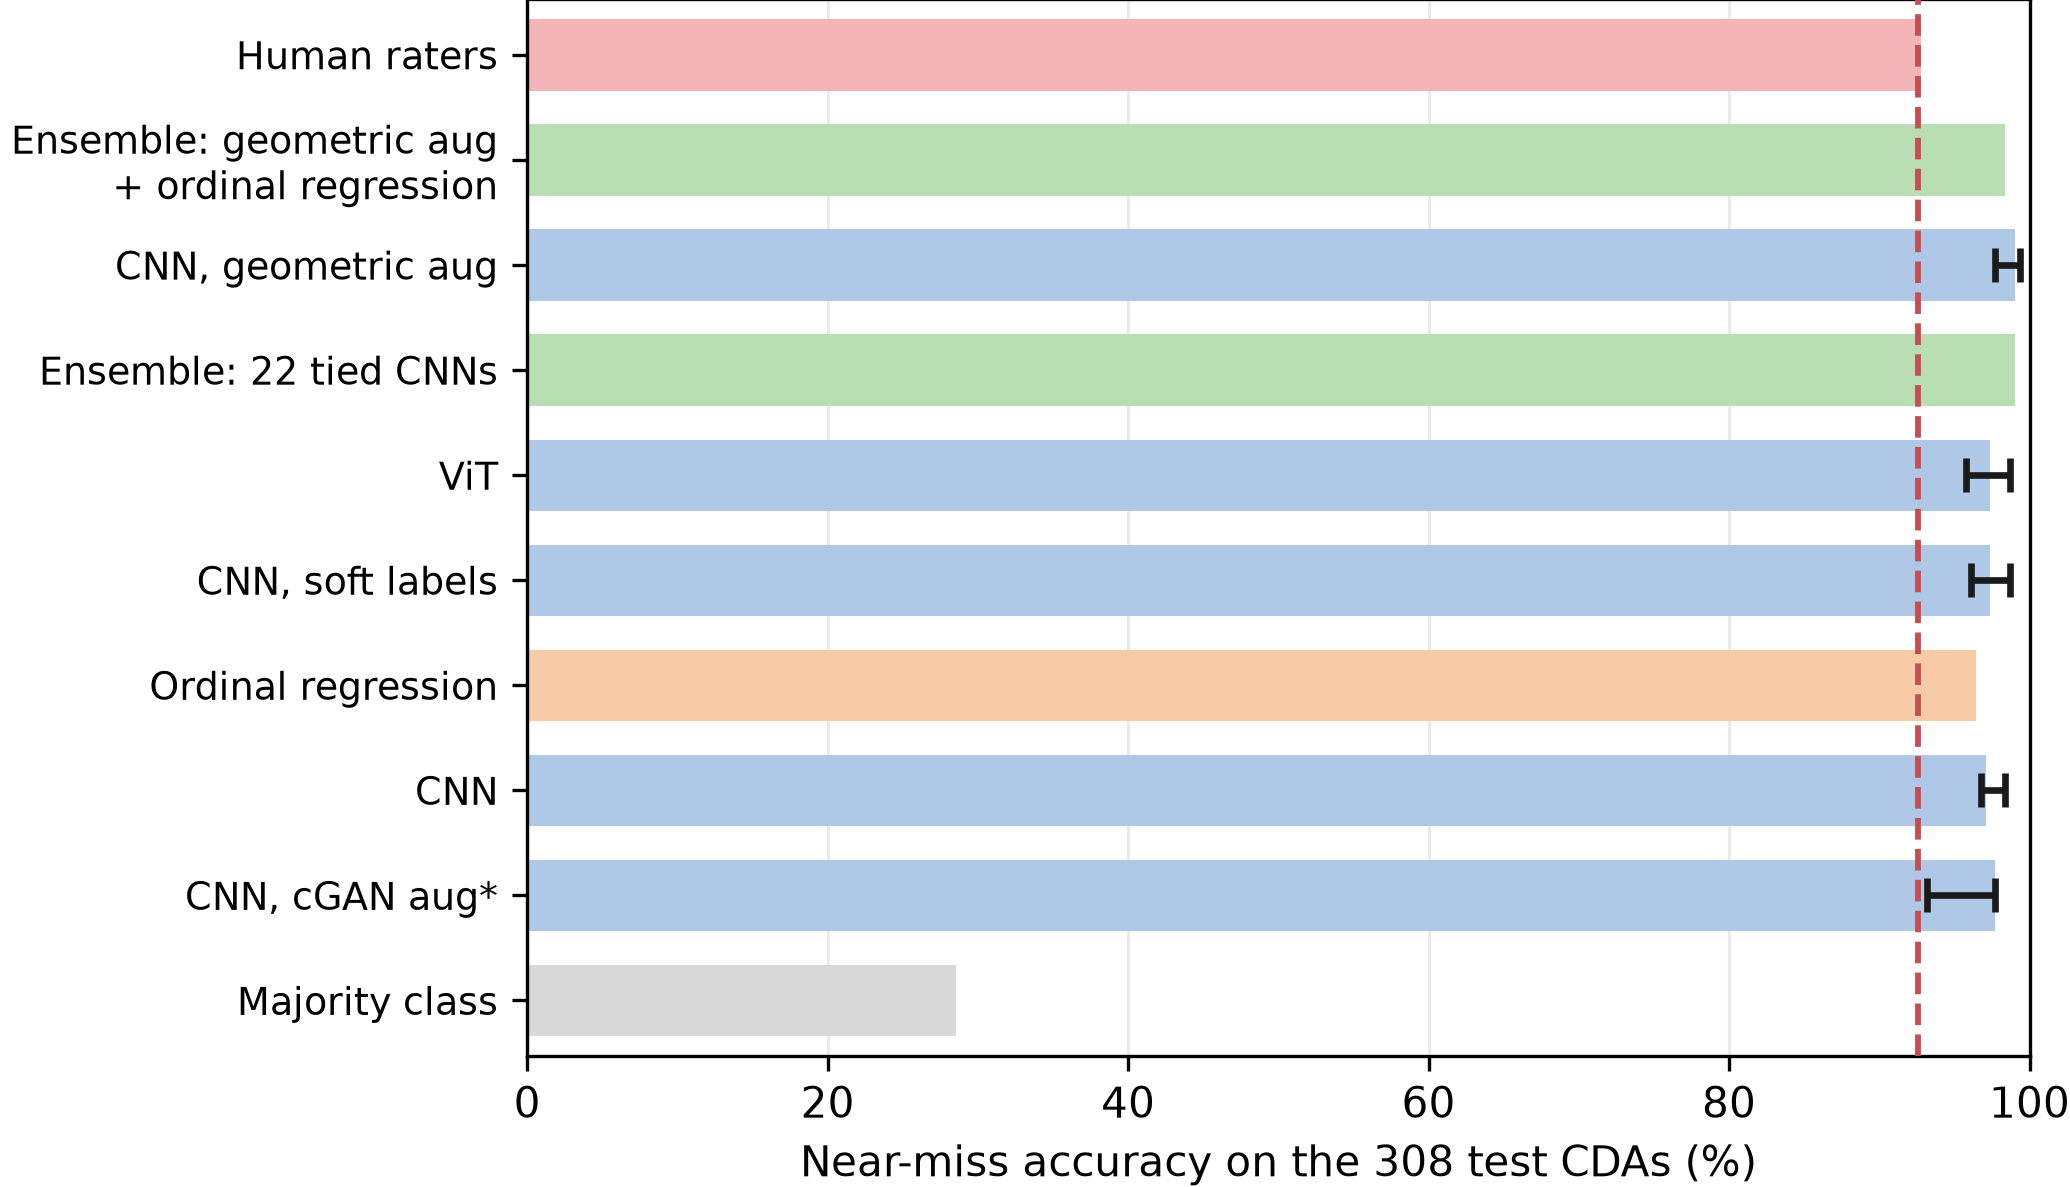 Human raters
Ensemble: geometric aug
+ ordinal regression
CNN, geometric aug
Ensemble: 22 tied CNNs
ViT
CNN, soft labels
Ordinal regression
CNN
CNN, cGAN aug*
Majority class
0 20 40 60 80 100
Near-miss accuracy on the 308 test CDAs (%)